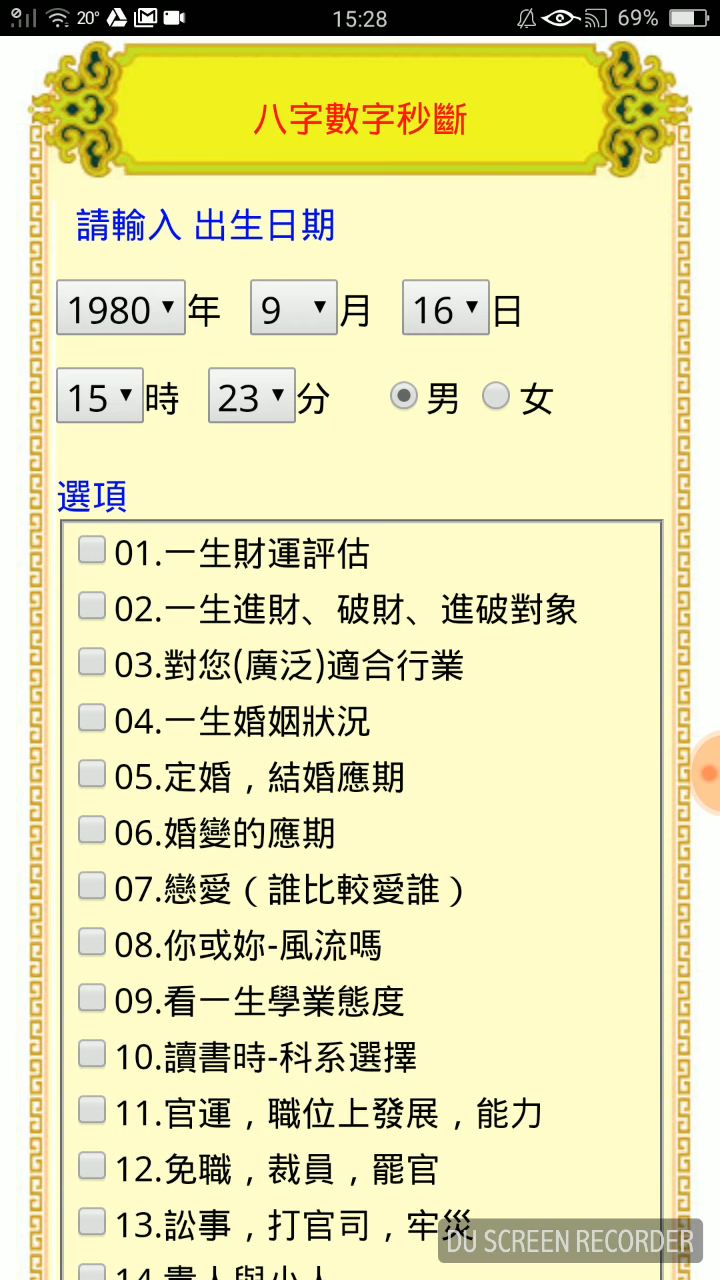 20° 15:28 69%
八字數字秒斷
請輸入 出生日期
1980 年 9 月 16 日
15 時 23 分 男 女
選項
01.一生財運評估
02.一生進財、破財、進破對象
03.對您(廣泛)適合行業
04.一生婚姻狀況
05.定婚，結婚應期
06.婚變的應期
07.戀愛（誰比較愛誰）
08.你或妳-風流嗎
09.看一生學業態度
10.讀書時-科系選擇
11.官運，職位上發展，能力
12.免職，裁員，罷官
13.訟事，打官司，牢災
DU SCREEN RECORDER
14.貴人與小人